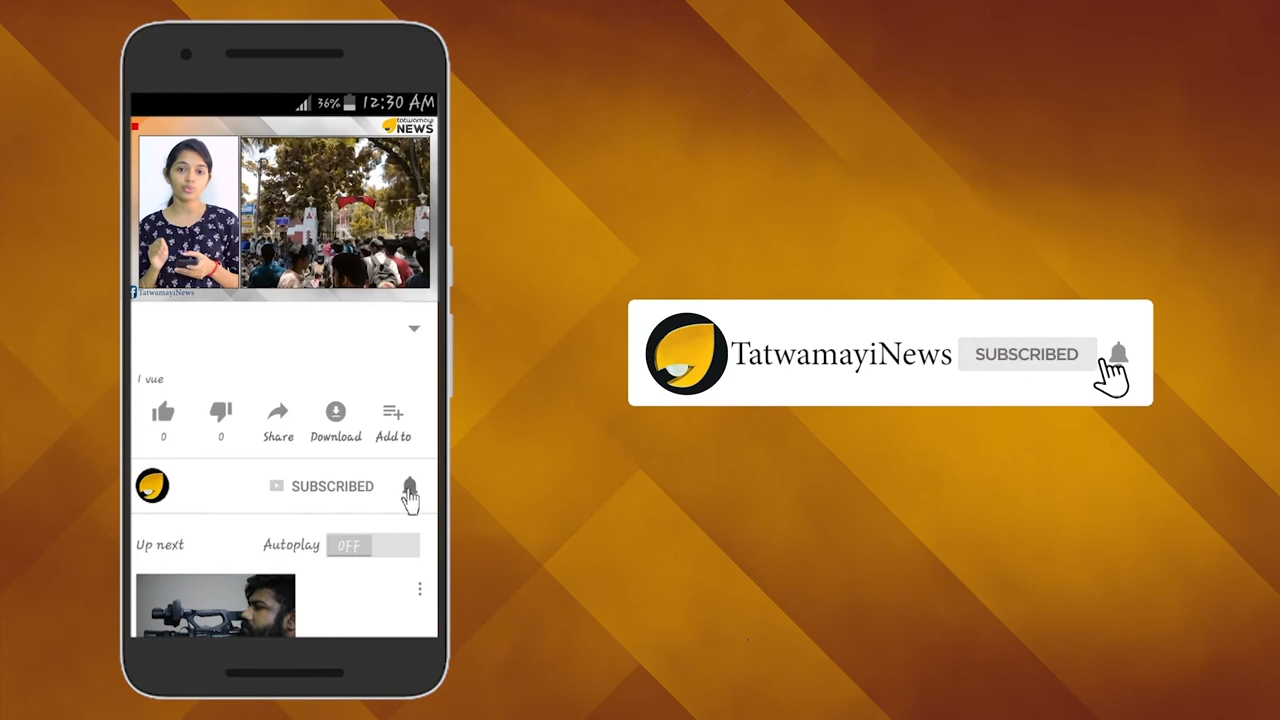 36% 12:30 AM
tatwamayi
NEWS
TatwamayiNews
1 vue
0 0 Share Download Add to
SUBSCRIBED
Up next Autoplay OFF
TatwamayiNews SUBSCRIBED